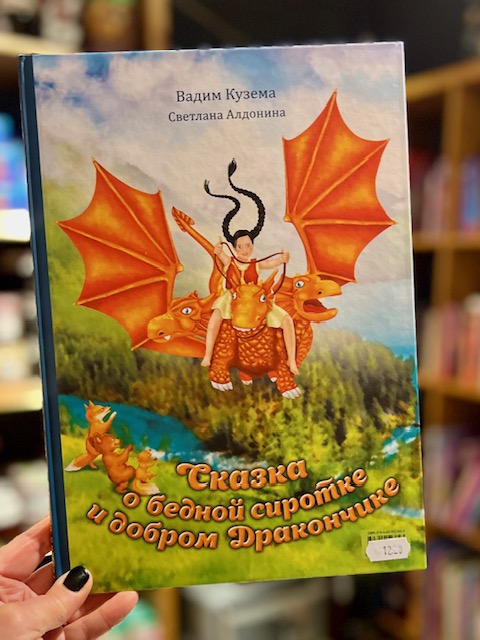 Вадим Кузема
Светлана Алдонина
Сказка
о бедной сиротке
и добром Дракончике